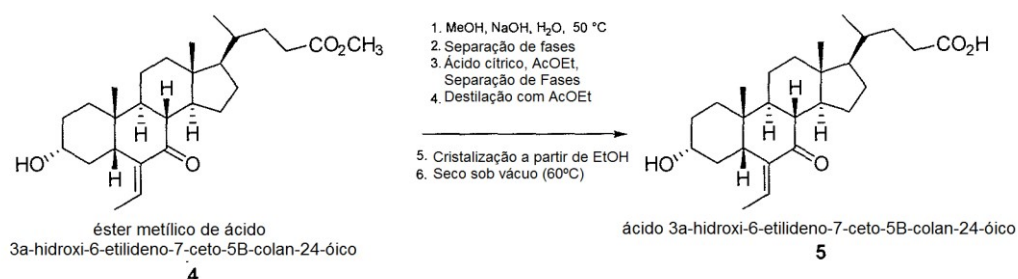 CO₂CH₃
H
H
H
HO
H
O
éster metílico de ácido
3a-hidroxi-6-etilideno-7-ceto-5B-colan-24-óico
4
1. MeOH, NaOH, H₂O, 50 °C
2. Separação de fases
3. Ácido cítrico, AcOEt,
Separação de Fases
4. Destilação com AcOEt
5. Cristalização a partir de EtOH
6. Seco sob vácuo (60ºC)
CO₂H
H
H
H
HO
H
O
ácido 3a-hidroxi-6-etilideno-7-ceto-5B-colan-24-óico
5